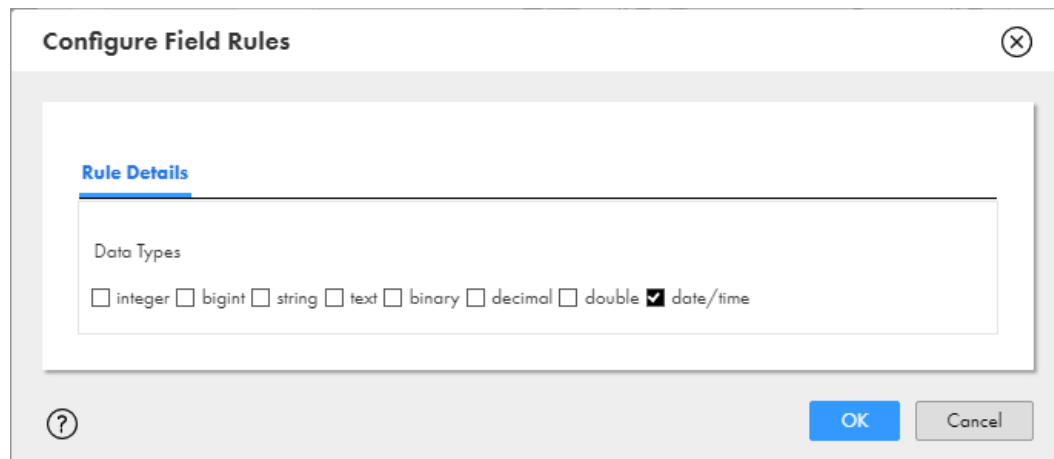 Configure Field Rules
Rule Details
Data Types
integer bigint string text binary decimal double date/time
?
OK Cancel